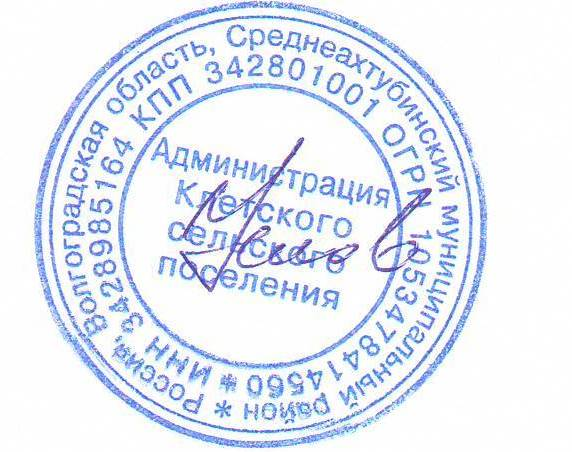 * Россия, Волгоградская область, Среднеахтубинский муниципальный район
* ИНН 3428985164 КПП 342801001 ОГРН 1053478414560
Администрация
Клетского
сельского
поселения